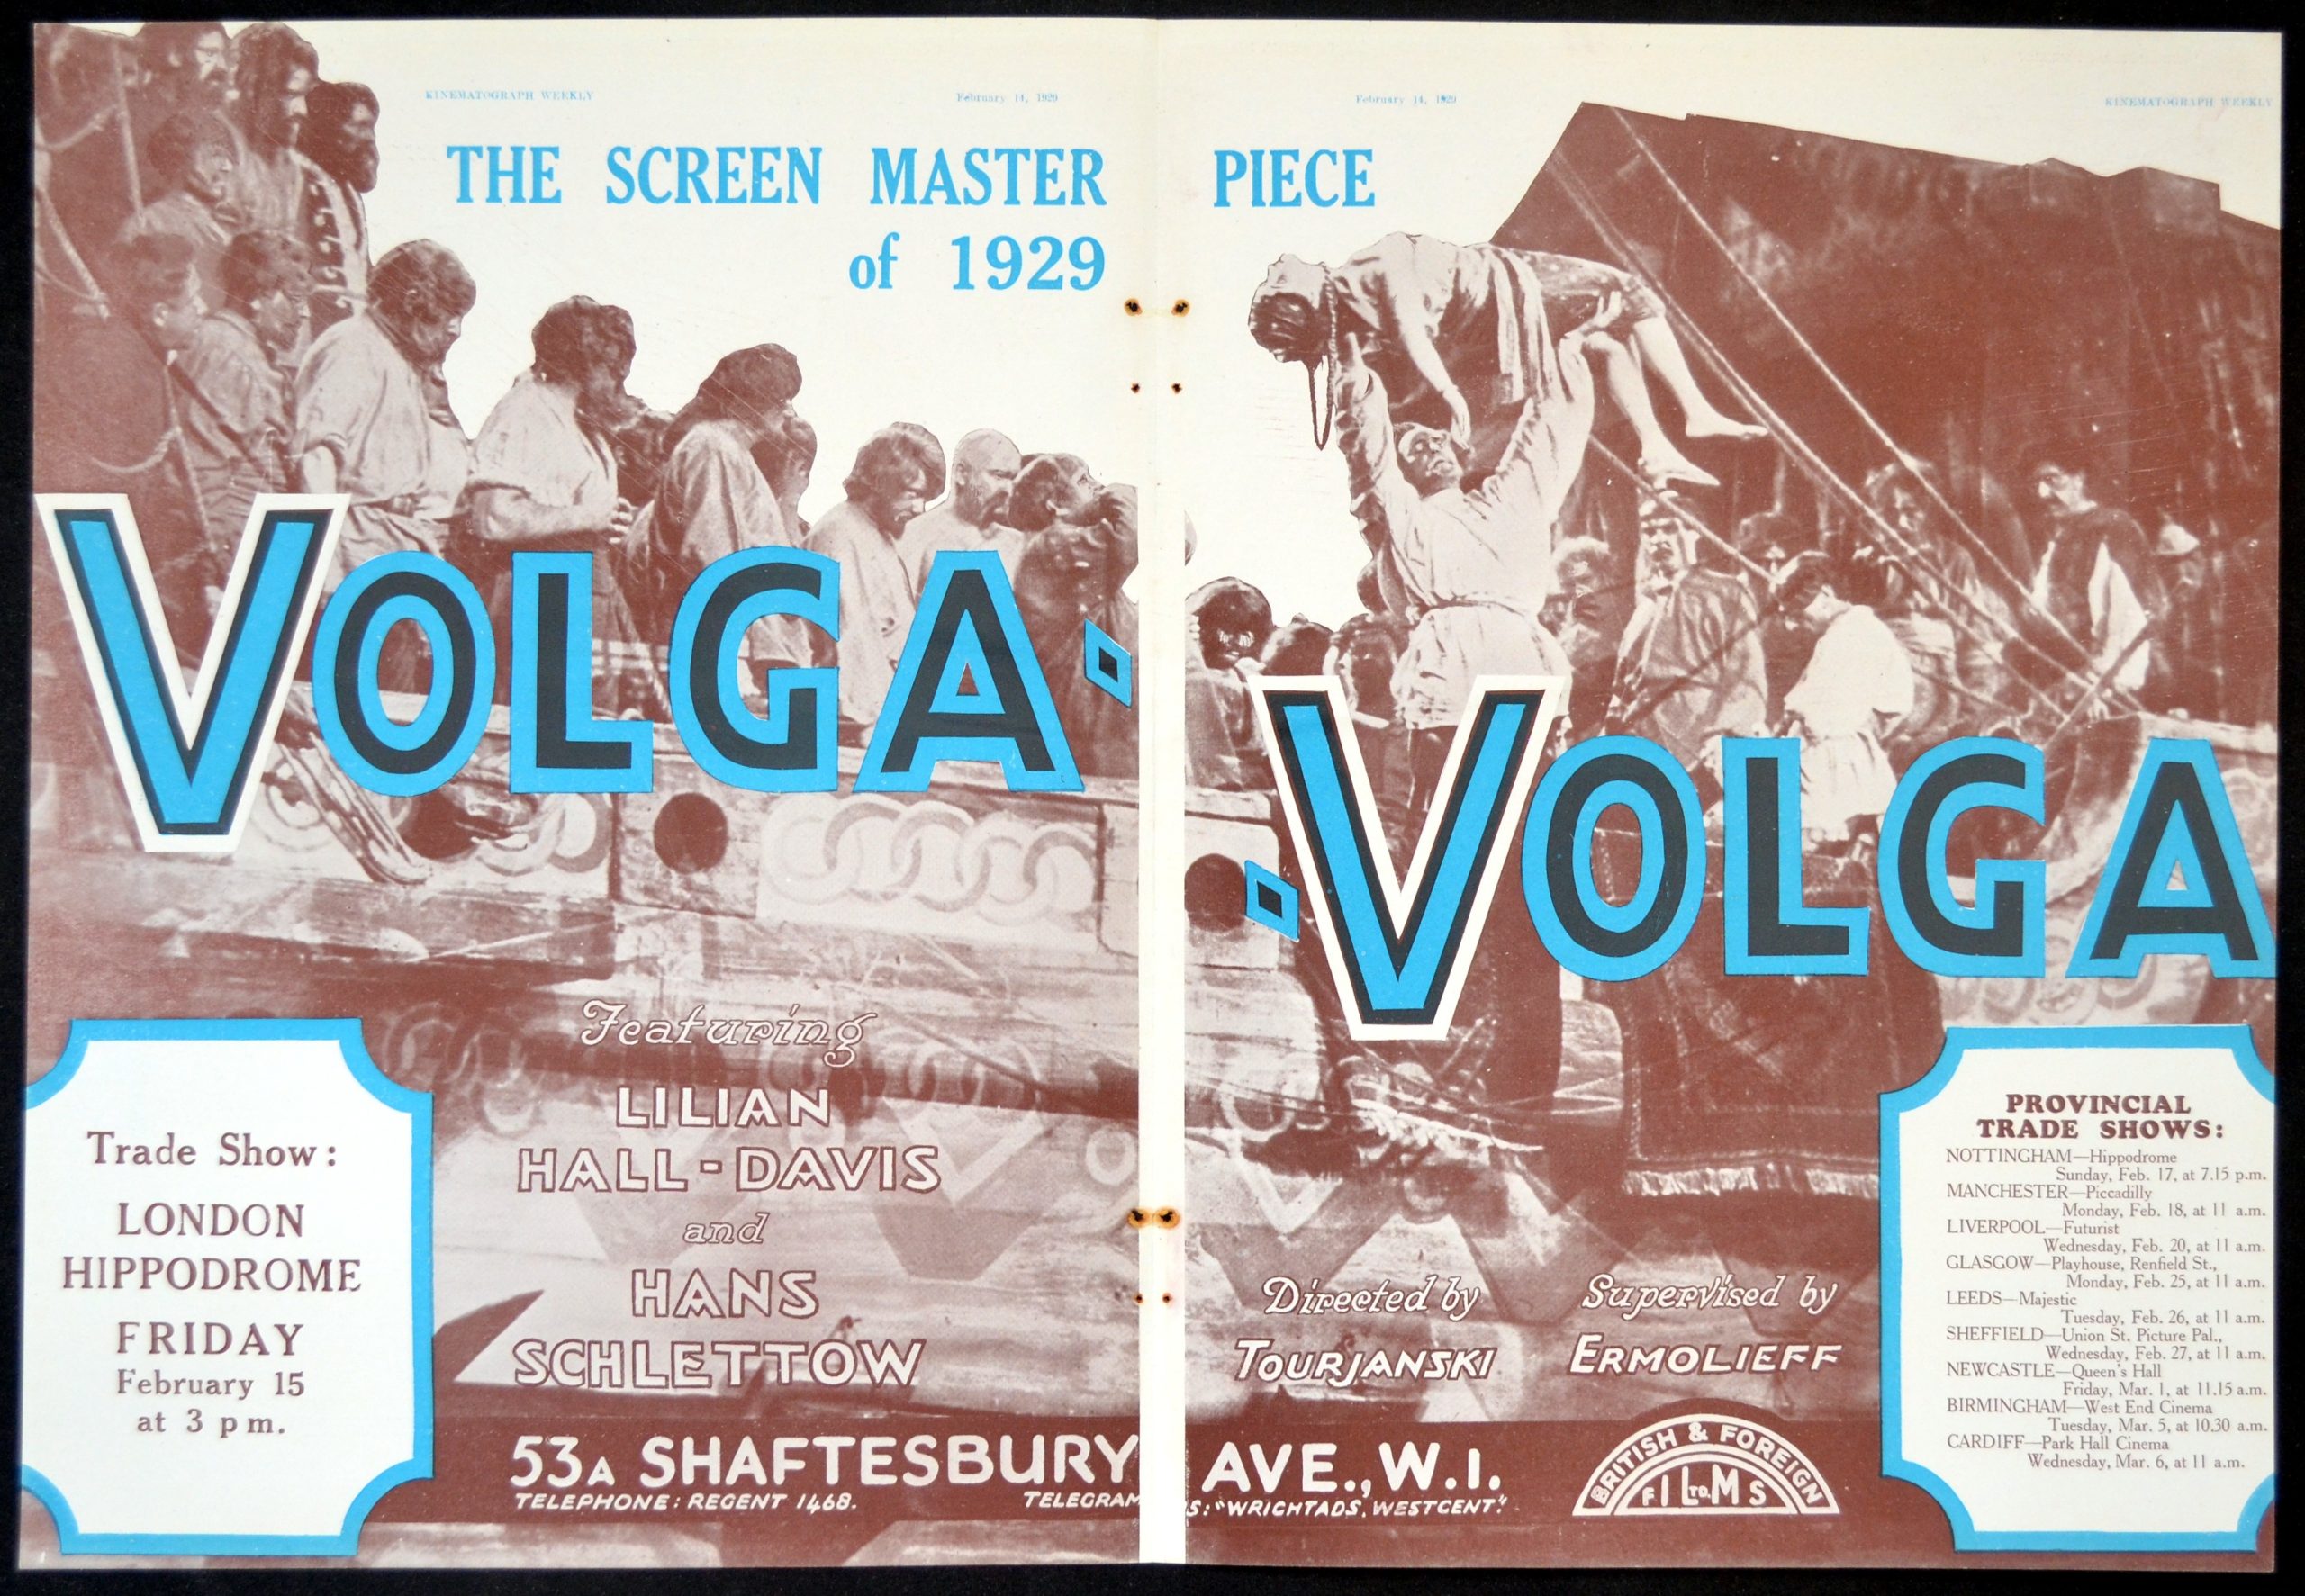 KINEMATOGRAPH WEEKLY
February 14, 1929
February 14, 1929
KINEMATOGRAPH WEEKLY
THE SCREEN MASTER PIECE
of 1929
VOLGA
VOLGA
Featuring
LILIAN
HALL-DAVIS
and
HANS
SCHLETTOW
Trade Show:
LONDON
HIPPODROME
FRIDAY
February 15
at 3 p m.
Directed by
TOURJANSKI
Supervised by
ERMOLIEFF
PROVINCIAL
TRADE SHOWS:
NOTTINGHAM—Hippodrome
Sunday, Feb. 17, at 7.15 p.m.
MANCHESTER—Piccadilly
Monday, Feb. 18, at 11 a.m.
LIVERPOOL—Futurist
Wednesday, Feb. 20, at 11 a.m.
GLASGOW—Playhouse, Renfield St.,
Monday, Feb. 25, at 11 a.m.
LEEDS—Majestic
Tuesday, Feb. 26, at 11 a.m.
SHEFFIELD—Union St. Picture Pal.,
Wednesday, Feb. 27, at 11 a.m.
NEWCASTLE—Queen's Hall
Friday, Mar. 1, at 11.15 a.m.
BIRMINGHAM—West End Cinema
Tuesday, Mar. 5, at 10.30 a.m.
CARDIFF—Park Hall Cinema
Wednesday, Mar. 6, at 11 a.m.
53A SHAFTESBURY AVE., W.1.
TELEPHONE: REGENT 1468. TELEGRAMS: "WRIGHTADS, WESTCENT."
BRITISH & FOREIGN
FILMS LTD.